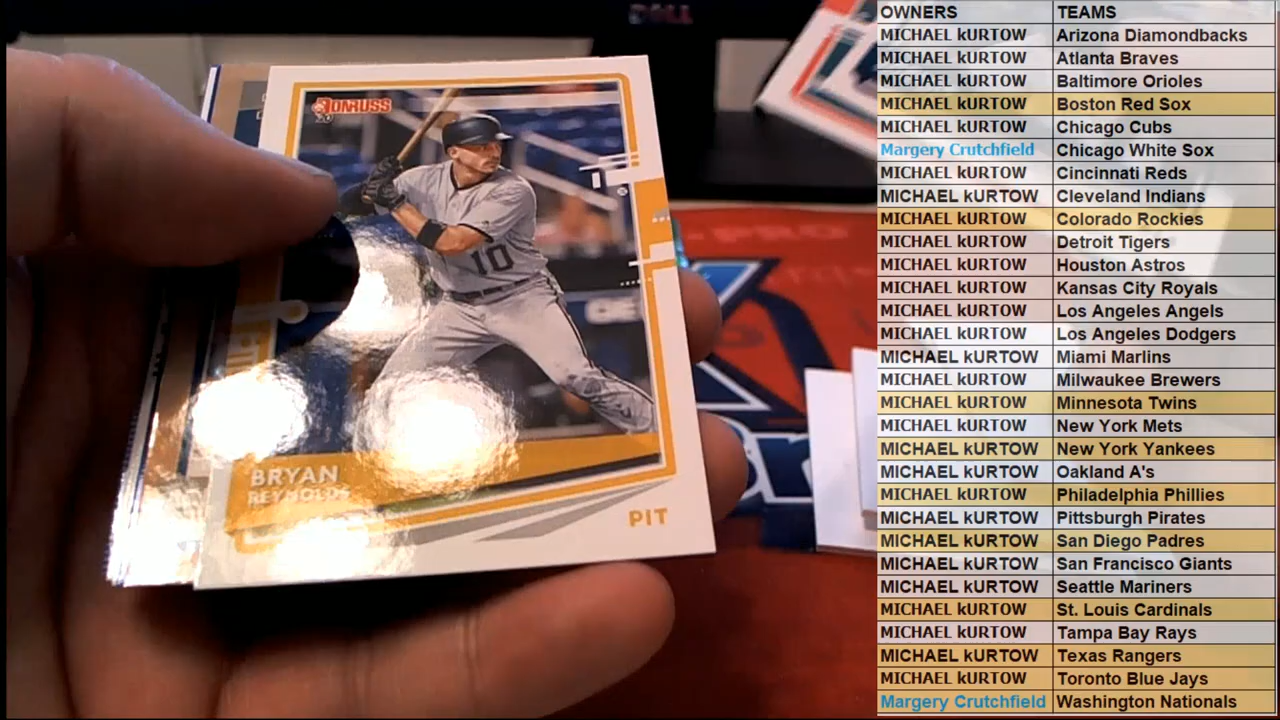 DELL
DONRUSS
20
10
BRYAN
REYNOLDS
PIT
OWNERS TEAMS
MICHAEL kURTOW Arizona Diamondbacks
MICHAEL kURTOW Atlanta Braves
MICHAEL kURTOW Baltimore Orioles
MICHAEL kURTOW Boston Red Sox
MICHAEL kURTOW Chicago Cubs
Margery Crutchfield Chicago White Sox
MICHAEL kURTOW Cincinnati Reds
MICHAEL kURTOW Cleveland Indians
MICHAEL kURTOW Colorado Rockies
MICHAEL kURTOW Detroit Tigers
MICHAEL kURTOW Houston Astros
MICHAEL kURTOW Kansas City Royals
MICHAEL kURTOW Los Angeles Angels
MICHAEL kURTOW Los Angeles Dodgers
MICHAEL kURTOW Miami Marlins
MICHAEL kURTOW Milwaukee Brewers
MICHAEL kURTOW Minnesota Twins
MICHAEL kURTOW New York Mets
MICHAEL kURTOW New York Yankees
MICHAEL kURTOW Oakland A's
MICHAEL kURTOW Philadelphia Phillies
MICHAEL kURTOW Pittsburgh Pirates
MICHAEL kURTOW San Diego Padres
MICHAEL kURTOW San Francisco Giants
MICHAEL kURTOW Seattle Mariners
MICHAEL kURTOW St. Louis Cardinals
MICHAEL kURTOW Tampa Bay Rays
MICHAEL kURTOW Texas Rangers
MICHAEL kURTOW Toronto Blue Jays
Margery Crutchfield Washington Nationals